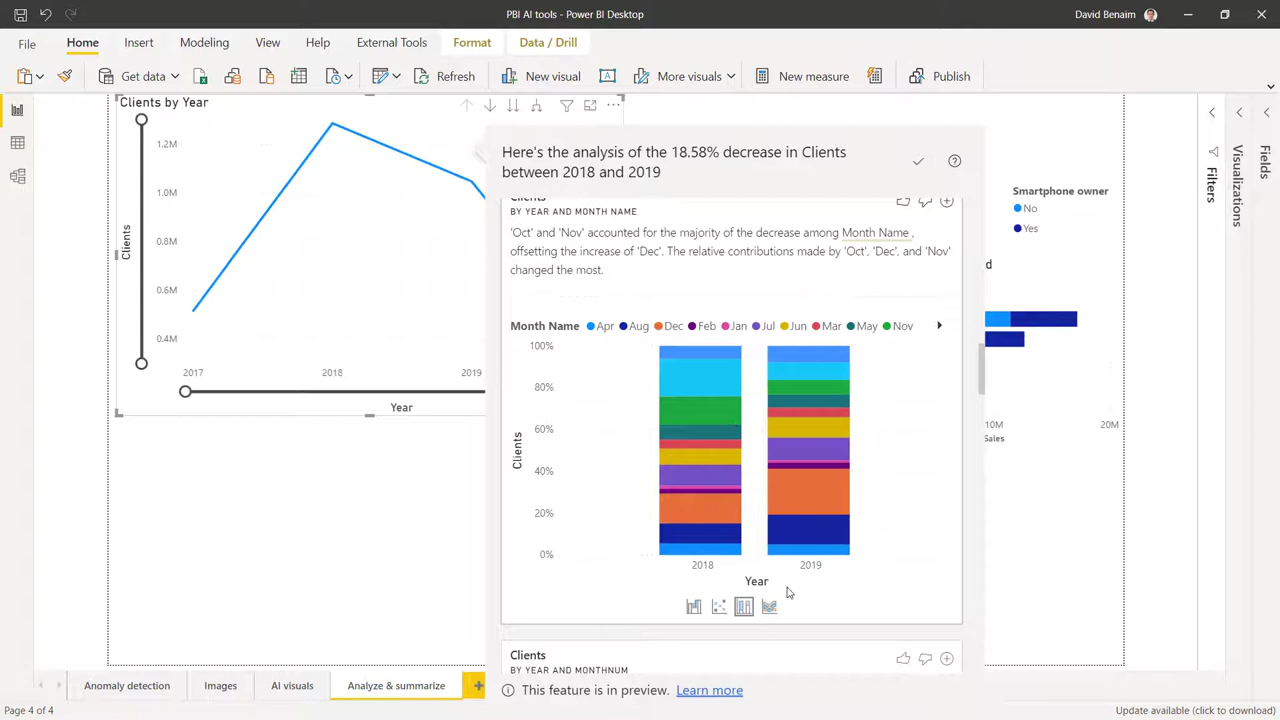 PBI AI tools - Power BI Desktop
David Benaim
File
Home
Insert
Modeling
View
Help
External Tools
Format
Data / Drill
Get data
Refresh
New visual
More visuals
New measure
Publish
Clients by Year
1.2M
1.0M
0.8M
0.6M
0.4M
Clients
2017
2018
2019
Year
Here's the analysis of the 18.58% decrease in Clients
between 2018 and 2019
Clients
BY YEAR AND MONTH NAME
'Oct' and 'Nov' accounted for the majority of the decrease among Month Name ,
offsetting the increase of 'Dec'. The relative contributions made by 'Oct', 'Dec', and 'Nov'
changed the most.
Month Name Apr Aug Dec Feb Jan Jul Jun Mar May Nov
100%
80%
60%
40%
20%
0%
Clients
2018
2019
Year
Clients
BY YEAR AND MONTHNUM
This feature is in preview. Learn more
Smartphone owner
No
Yes
d
10M
20M
Sales
Filters
Visualizations
Fields
Anomaly detection
Images
AI visuals
Analyze & summarize
Page 4 of 4
Update available (click to download)